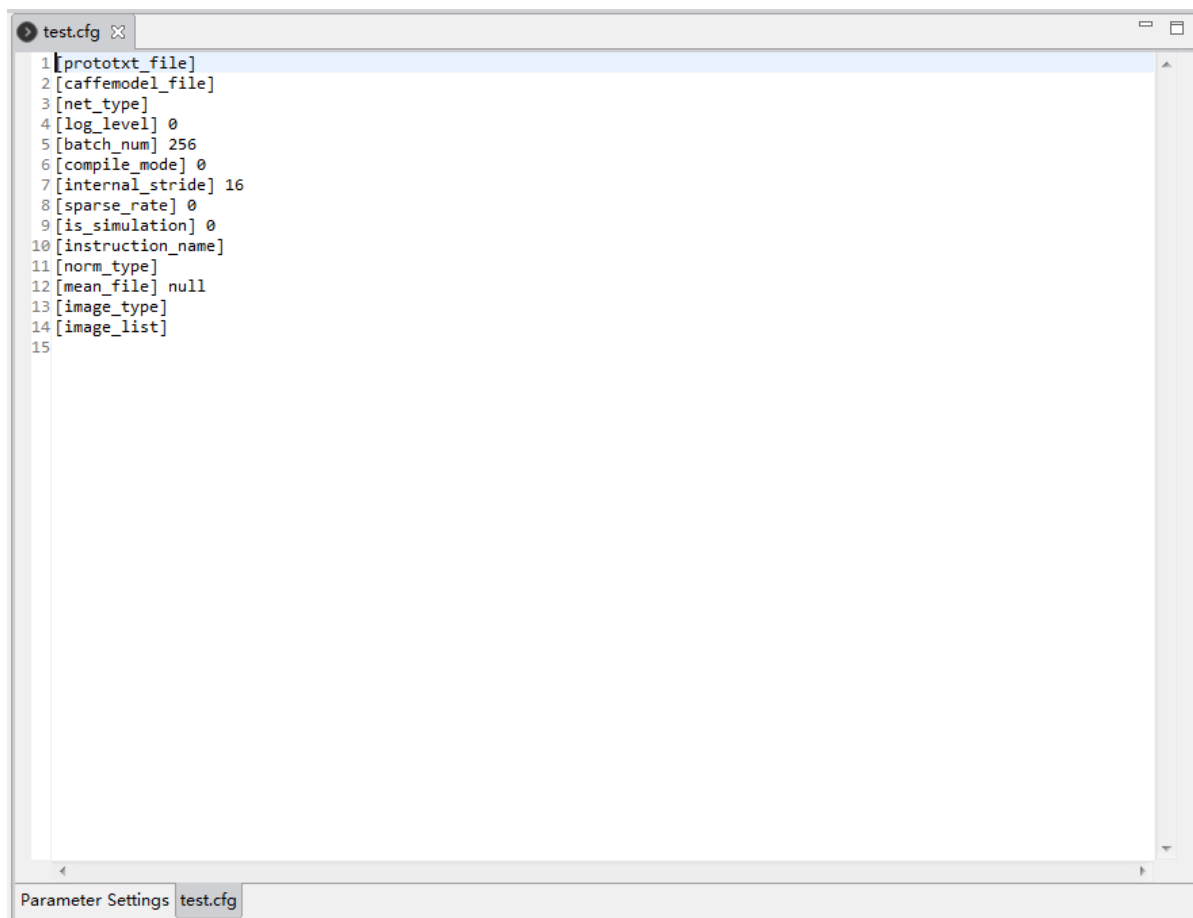 test.cfg
1 [prototxt_file]
2 [caffemodel_file]
3 [net_type]
4 [log_level] 0
5 [batch_num] 256
6 [compile_mode] 0
7 [internal_stride] 16
8 [sparse_rate] 0
9 [is_simulation] 0
10 [instruction_name]
11 [norm_type]
12 [mean_file] null
13 [image_type]
14 [image_list]
15
Parameter Settings test.cfg